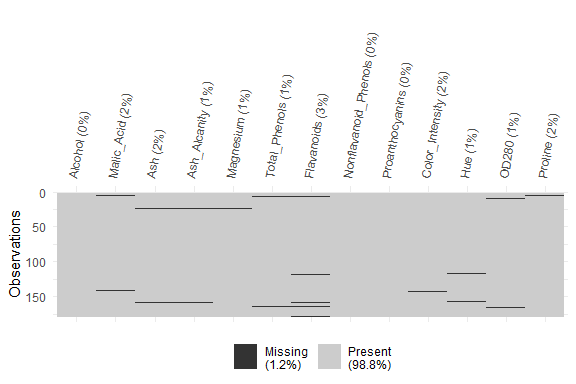 Alcohol (0%)
Malic_Acid (2%)
Ash (2%)
Ash_Alcanity (1%)
Magnesium (1%)
Total_Phenols (1%)
Flavanoids (3%)
Nonflavanoid_Phenols (0%)
Proanthocyanins (0%)
Color_Intensity (2%)
Hue (1%)
OD280 (1%)
Proline (2%)
0
50
100
150
Observations
Missing
(1.2%)
Present
(98.8%)